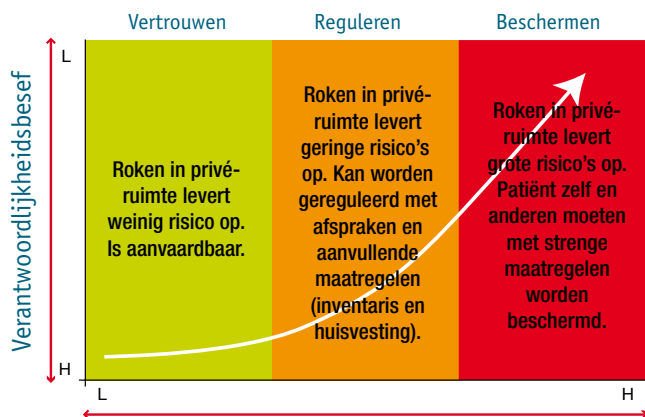 Vertrouwen
Reguleren
Beschermen
Verantwoordelijkheidsbesef
L
H
Roken in privé-
ruimte levert
weinig risico op.
Is aanvaardbaar.
Roken in privé-
ruimte levert
geringe risico's
op. Kan worden
gereguleerd met
afspraken en
aanvullende
maatregelen
(inventaris en
huisvesting).
Roken in privé-
ruimte levert
grote risico's op.
Patiënt zelf en
anderen moeten
met strenge
maatregelen
worden
beschermd.
L
H